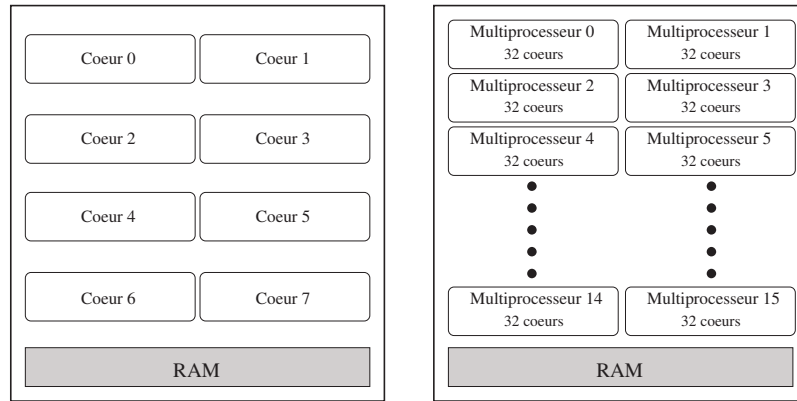 Coeur 0
Coeur 1
Coeur 2
Coeur 3
Coeur 4
Coeur 5
Coeur 6
Coeur 7
RAM
Multiprocesseur 0
32 coeurs
Multiprocesseur 1
32 coeurs
Multiprocesseur 2
32 coeurs
Multiprocesseur 3
32 coeurs
Multiprocesseur 4
32 coeurs
Multiprocesseur 5
32 coeurs
Multiprocesseur 14
32 coeurs
Multiprocesseur 15
32 coeurs
RAM